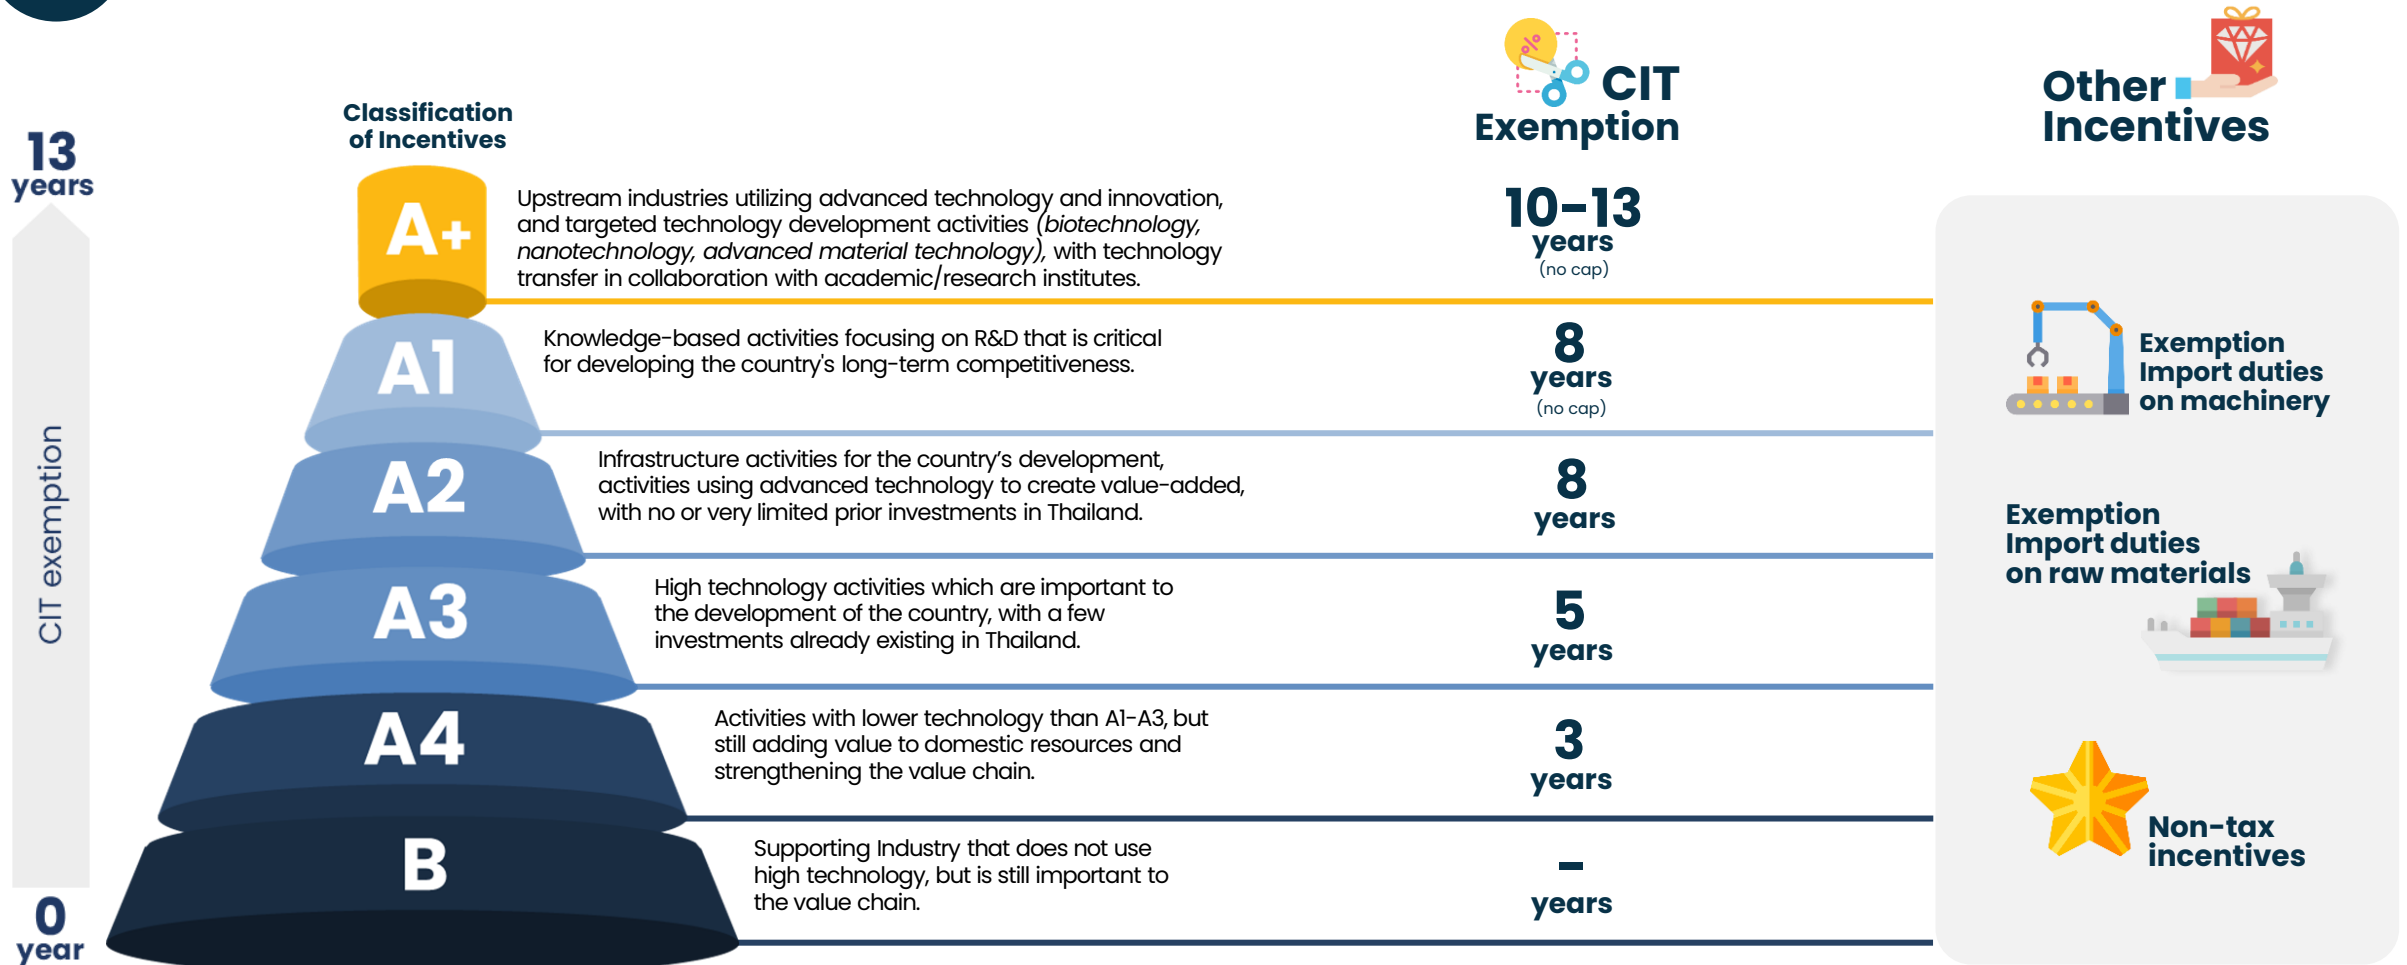 Classification
of Incentives
CIT
Exemption
Other
Incentives
13
years
CIT exemption
0
year
A+
Upstream industries utilizing advanced technology and innovation,
and targeted technology development activities (biotechnology,
nanotechnology, advanced material technology), with technology
transfer in collaboration with academic/research institutes.
10-13
years
(no cap)
A1
Knowledge-based activities focusing on R&D that is critical
for developing the country's long-term competitiveness.
8
years
(no cap)
A2
Infrastructure activities for the country’s development,
activities using advanced technology to create value-added,
with no or very limited prior investments in Thailand.
8
years
A3
High technology activities which are important to
the development of the country, with a few
investments already existing in Thailand.
5
years
A4
Activities with lower technology than A1-A3, but
still adding value to domestic resources and
strengthening the value chain.
3
years
B
Supporting Industry that does not use
high technology, but is still important to
the value chain.
-
years
Exemption
Import duties
on machinery
Exemption
Import duties
on raw materials
Non-tax
incentives